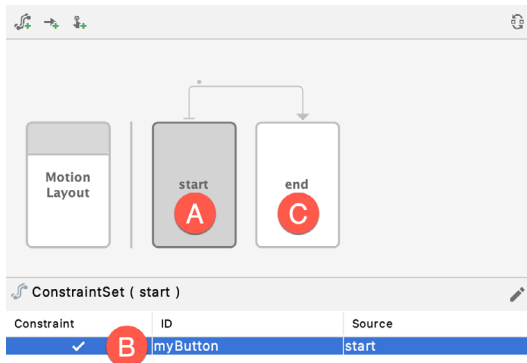 Motion
Layout
start
A
end
C
ConstraintSet ( start )
Constraint ID Source
B myButton start